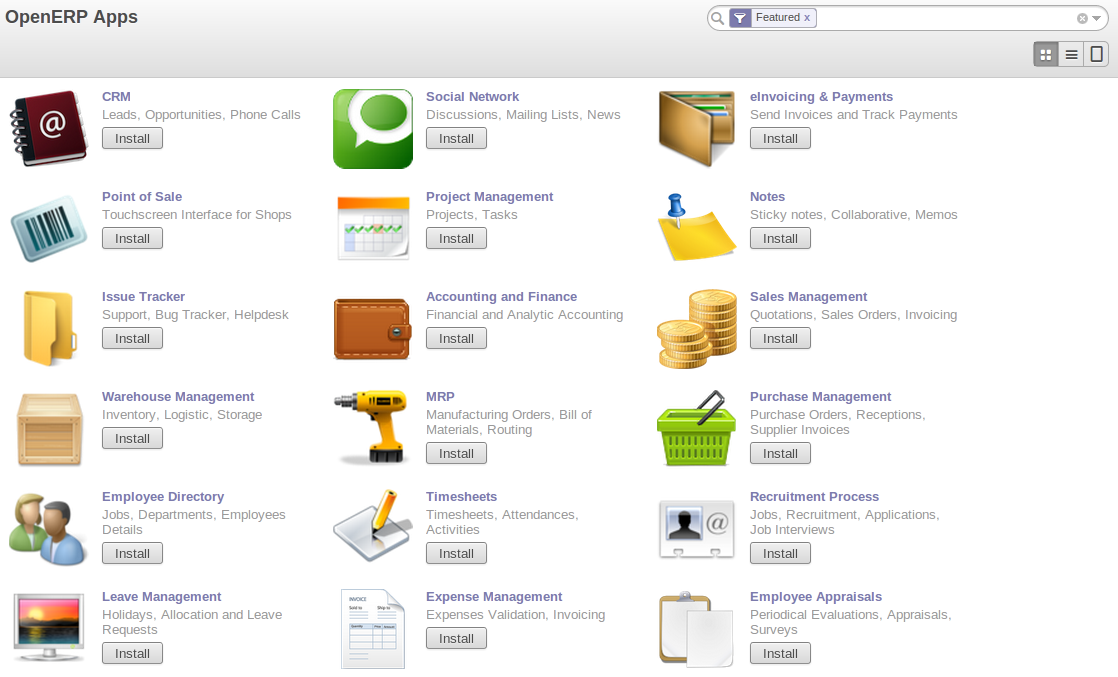 OpenERP Apps
Featured x
CRM
Leads, Opportunities, Phone Calls
Install
Social Network
Discussions, Mailing Lists, News
Install
eInvoicing & Payments
Send Invoices and Track Payments
Install
Point of Sale
Touchscreen Interface for Shops
Install
Project Management
Projects, Tasks
Install
Notes
Sticky notes, Collaborative, Memos
Install
Issue Tracker
Support, Bug Tracker, Helpdesk
Install
Accounting and Finance
Financial and Analytic Accounting
Install
Sales Management
Quotations, Sales Orders, Invoicing
Install
Warehouse Management
Inventory, Logistic, Storage
Install
MRP
Manufacturing Orders, Bill of
Materials, Routing
Install
Purchase Management
Purchase Orders, Receptions,
Supplier Invoices
Install
Employee Directory
Jobs, Departments, Employees
Details
Install
Timesheets
Timesheets, Attendances,
Activities
Install
@
Recruitment Process
Jobs, Recruitment, Applications,
Job Interviews
Install
Leave Management
Holidays, Allocation and Leave
Requests
Install
INVOICE
Sold to Ship to
Expense Management
Expenses Validation, Invoicing
Install
Employee Appraisals
Periodical Evaluations, Appraisals,
Surveys
Install